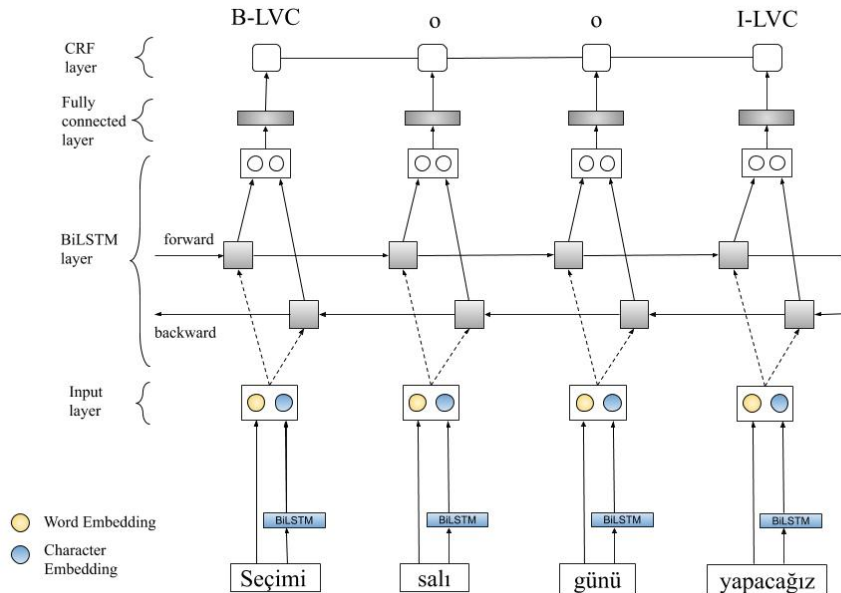 B-LVC o o I-LVC
CRF
layer
Fully
connected
layer
BiLSTM
layer
forward
backward
Input
layer
Word Embedding
Character
Embedding
BiLSTM BiLSTM BiLSTM BiLSTM
Seçimi salı günü yapacağız